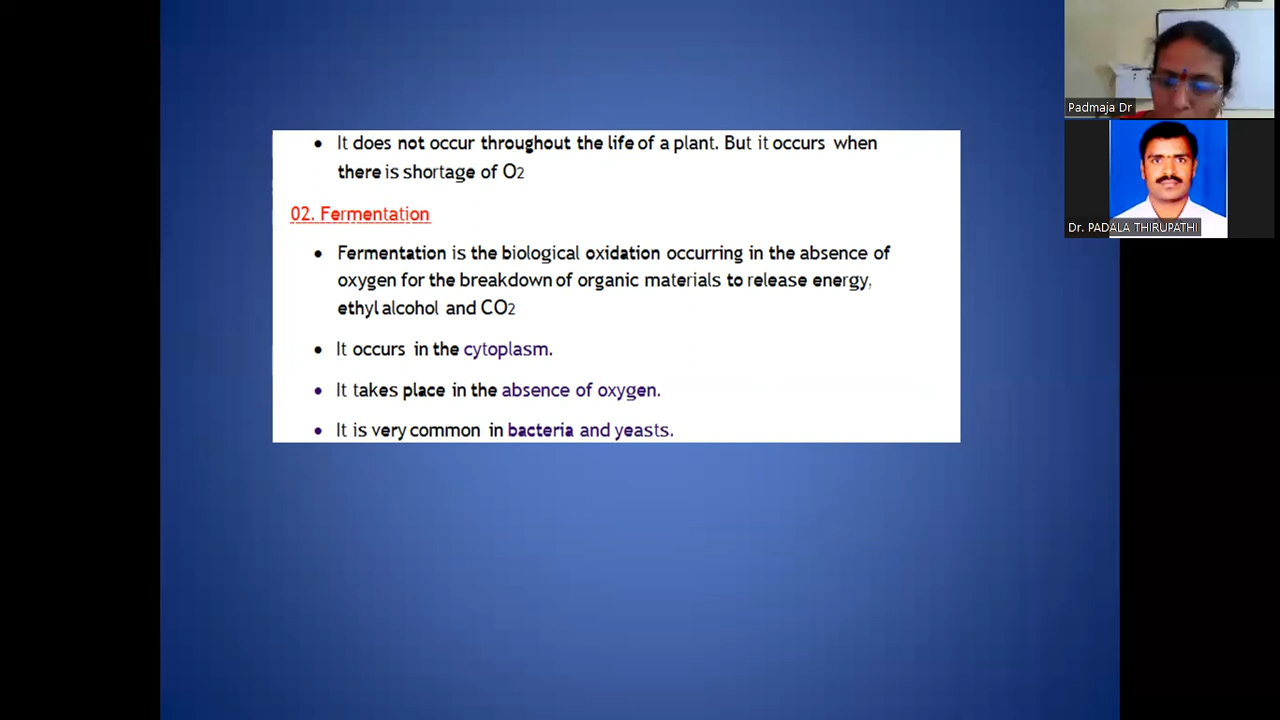 It does not occur throughout the life of a plant. But it occurs when
there is shortage of O2
02. Fermentation
Fermentation is the biological oxidation occurring in the absence of
oxygen for the breakdown of organic materials to release energy,
ethyl alcohol and CO2
It occurs in the cytoplasm.
It takes place in the absence of oxygen.
It is very common in bacteria and yeasts.
Padmaja Dr
Dr. PADALA THIRUPATHI